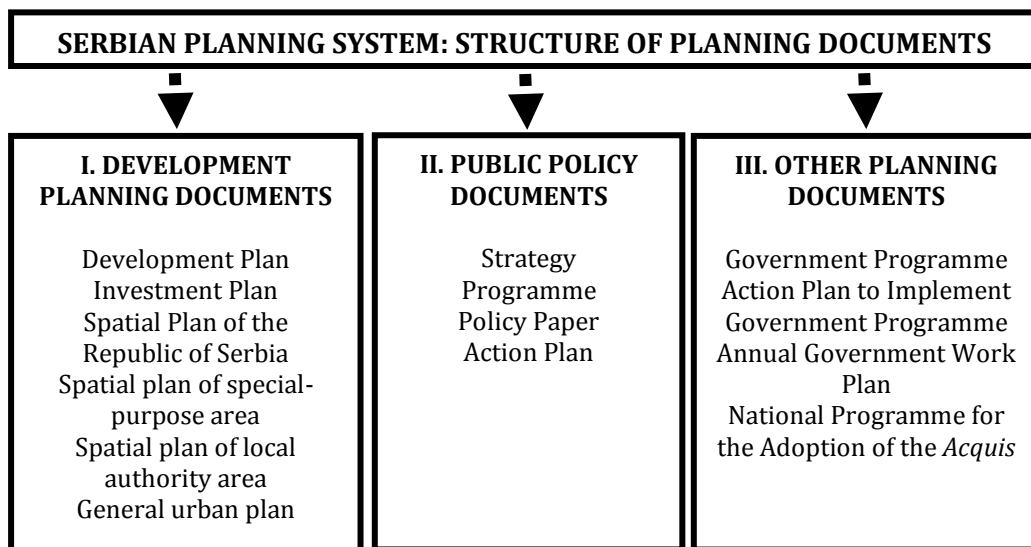 SERBIAN PLANNING SYSTEM: STRUCTURE OF PLANNING DOCUMENTS
I. DEVELOPMENT
PLANNING DOCUMENTS
Development Plan
Investment Plan
Spatial Plan of the
Republic of Serbia
Spatial plan of special-
purpose area
Spatial plan of local
authority area
General urban plan
II. PUBLIC POLICY
DOCUMENTS
Strategy
Programme
Policy Paper
Action Plan
III. OTHER PLANNING
DOCUMENTS
Government Programme
Action Plan to Implement
Government Programme
Annual Government Work
Plan
National Programme for
the Adoption of the Acquis